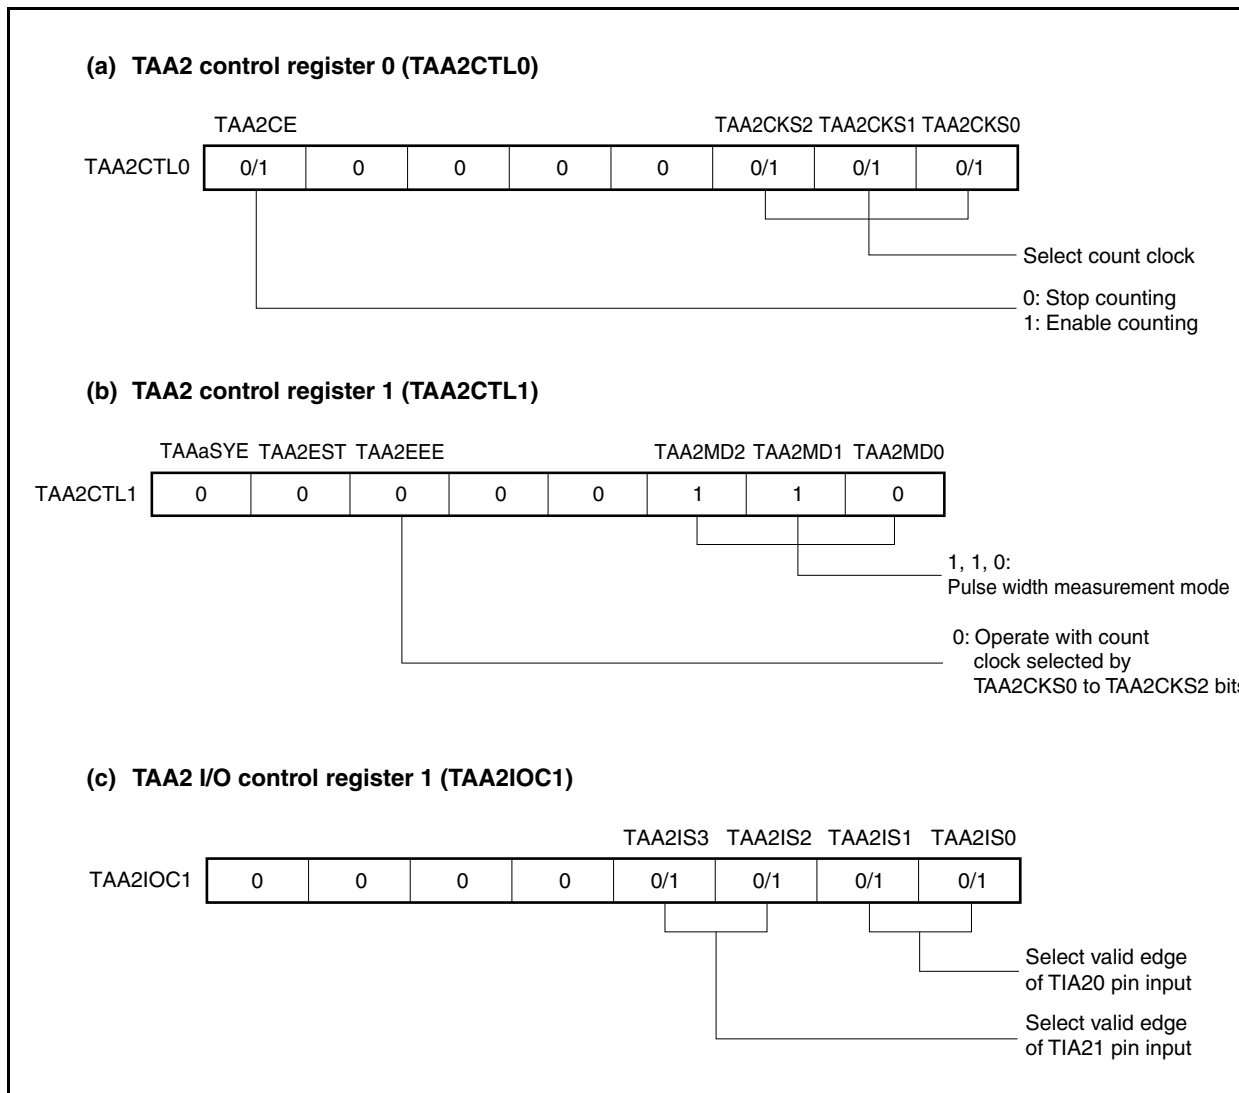 (a) TAA2 control register 0 (TAA2CTL0)
TAA2CE TAA2CKS2 TAA2CKS1 TAA2CKS0
TAA2CTL0 0/1 0 0 0 0 0/1 0/1 0/1
Select count clock
0: Stop counting
1: Enable counting
(b) TAA2 control register 1 (TAA2CTL1)
TAAaSYE TAA2EST TAA2EEE TAA2MD2 TAA2MD1 TAA2MD0
TAA2CTL1 0 0 0 0 0 1 1 0
1, 1, 0:
Pulse width measurement mode
0: Operate with count
clock selected by
TAA2CKS0 to TAA2CKS2 bits
(c) TAA2 I/O control register 1 (TAA2IOC1)
TAA2IS3 TAA2IS2 TAA2IS1 TAA2IS0
TAA2IOC1 0 0 0 0 0/1 0/1 0/1 0/1
Select valid edge
of TIA20 pin input
Select valid edge
of TIA21 pin input